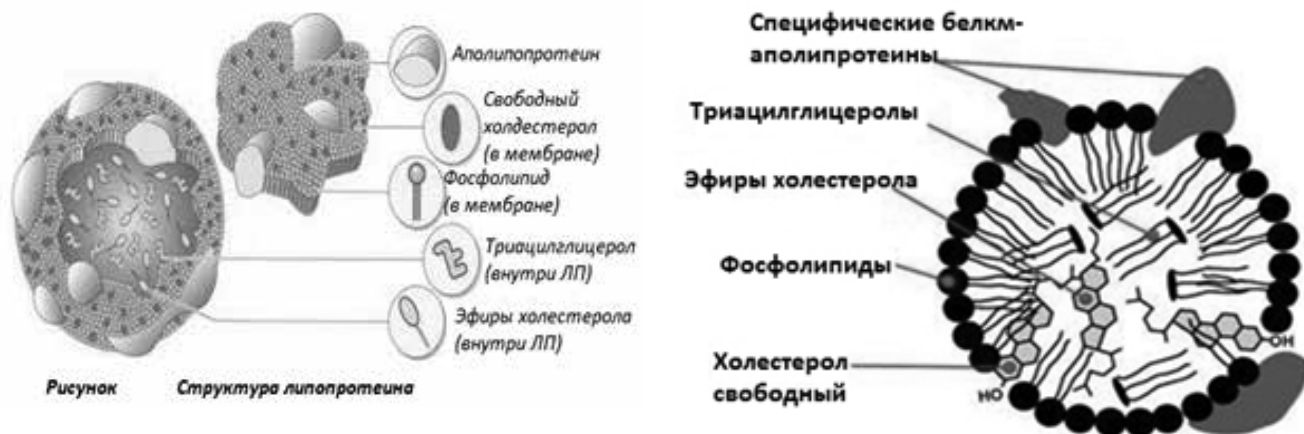 Аполипопротеин
Свободный
холдестерол
(в мембране)
Фосфолипид
(в мембране)
Триацилглицерол
(внутри ЛП)
Эфиры холестерола
(внутри ЛП)
Рисунок Структура липопротеина
Специфические белкм-
аполипротеины
Триацилглицеролы
Эфиры холестерола
Фосфолипиды
Холестерол
свободный
HO
OH